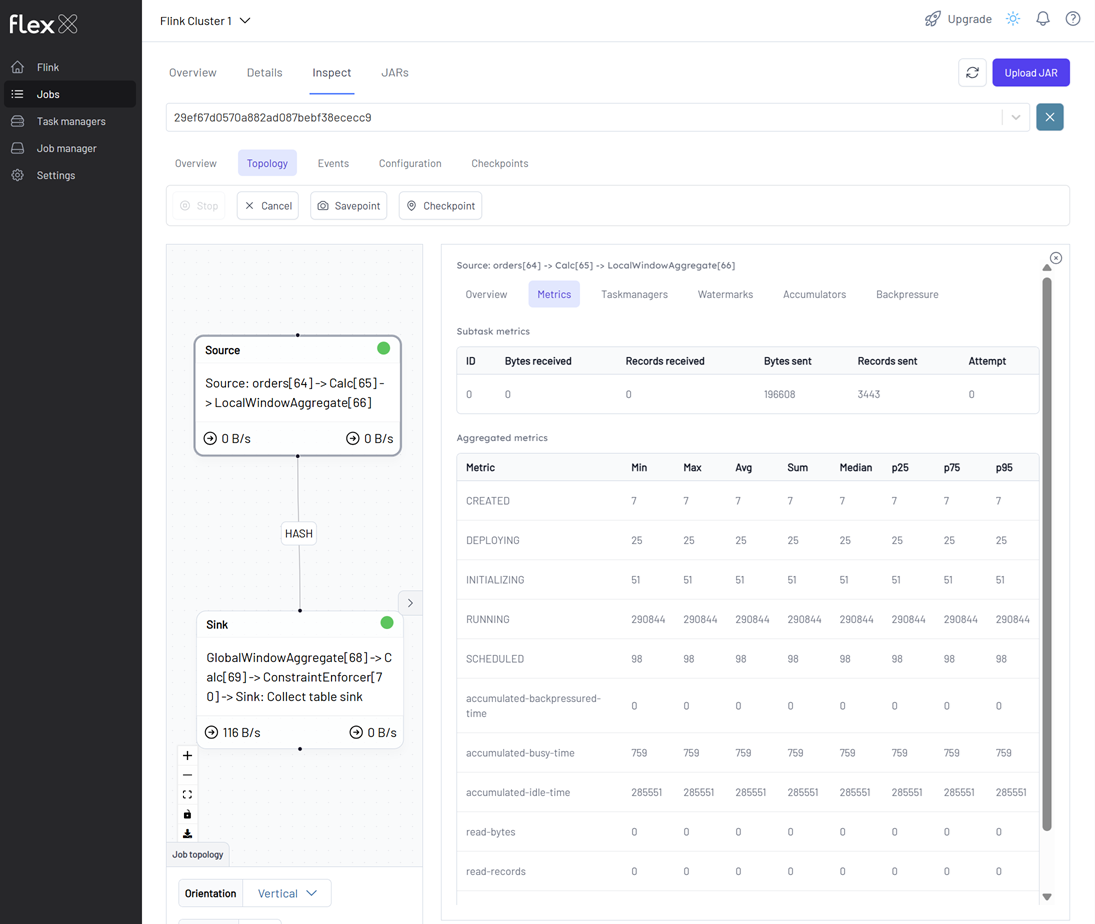 flex
Flink Cluster 1
Upgrade
Flink
Jobs
Task managers
Job manager
Settings
Overview Details Inspect JARs
Upload JAR
29ef67d0570a882ad087bebf38ececc9
Overview Topology Events Configuration Checkpoints
Stop Cancel Savepoint Checkpoint
Source
Source: orders[64] -> Calc[65] -
> LocalWindowAggregate[66]
0 B/s 0 B/s
HASH
Sink
GlobalWindowAggregate[68] -> C
alc[69] -> ConstraintEnforcer[7
0] -> Sink: Collect table sink
116 B/s 0 B/s
Job topology
Orientation Vertical
Source: orders[64] -> Calc[65] -> LocalWindowAggregate[66]
Overview Metrics Taskmanagers Watermarks Accumulators Backpressure
Subtask metrics
ID Bytes received Records received Bytes sent Records sent Attempt
0 0 0 196608 3443 0
Aggregated metrics
Metric Min Max Avg Sum Median p25 p75 p95
CREATED 7 7 7 7 7 7 7 7
DEPLOYING 25 25 25 25 25 25 25 25
INITIALIZING 51 51 51 51 51 51 51 51
RUNNING 290844 290844 290844 290844 290844 290844 290844 290844
SCHEDULED 98 98 98 98 98 98 98 98
accumulated-backpressured-
time 0 0 0 0 0 0 0 0
accumulated-busy-time 759 759 759 759 759 759 759 759
accumulated-idle-time 285551 285551 285551 285551 285551 285551 285551 285551
read-bytes 0 0 0 0 0 0 0 0
read-records 0 0 0 0 0 0 0 0